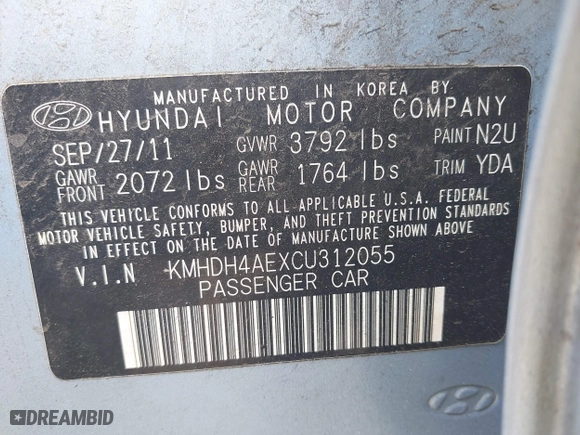 MANUFACTURED IN KOREA BY
HYUNDAI MOTOR COMPANY
SEP/27/11 GVWR 3792 lbs PAINT N2U
GAWR FRONT 2072 lbs GAWR REAR 1764 lbs TRIM YDA
THIS VEHICLE CONFORMS TO ALL APPLICABLE U.S.A. FEDERAL
MOTOR VEHICLE SAFETY, BUMPER, AND THEFT PREVENTION STANDARDS
IN EFFECT ON THE DATE OF MANUFACTURE SHOWN ABOVE
V.I.N KMHDH4AEXCU312055
PASSENGER CAR
DREAMBID